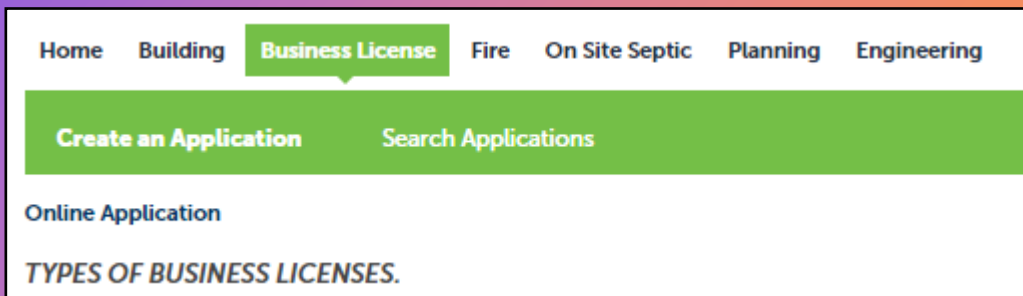 Home Building Business License Fire On Site Septic Planning Engineering
Create an Application Search Applications
Online Application
TYPES OF BUSINESS LICENSES.